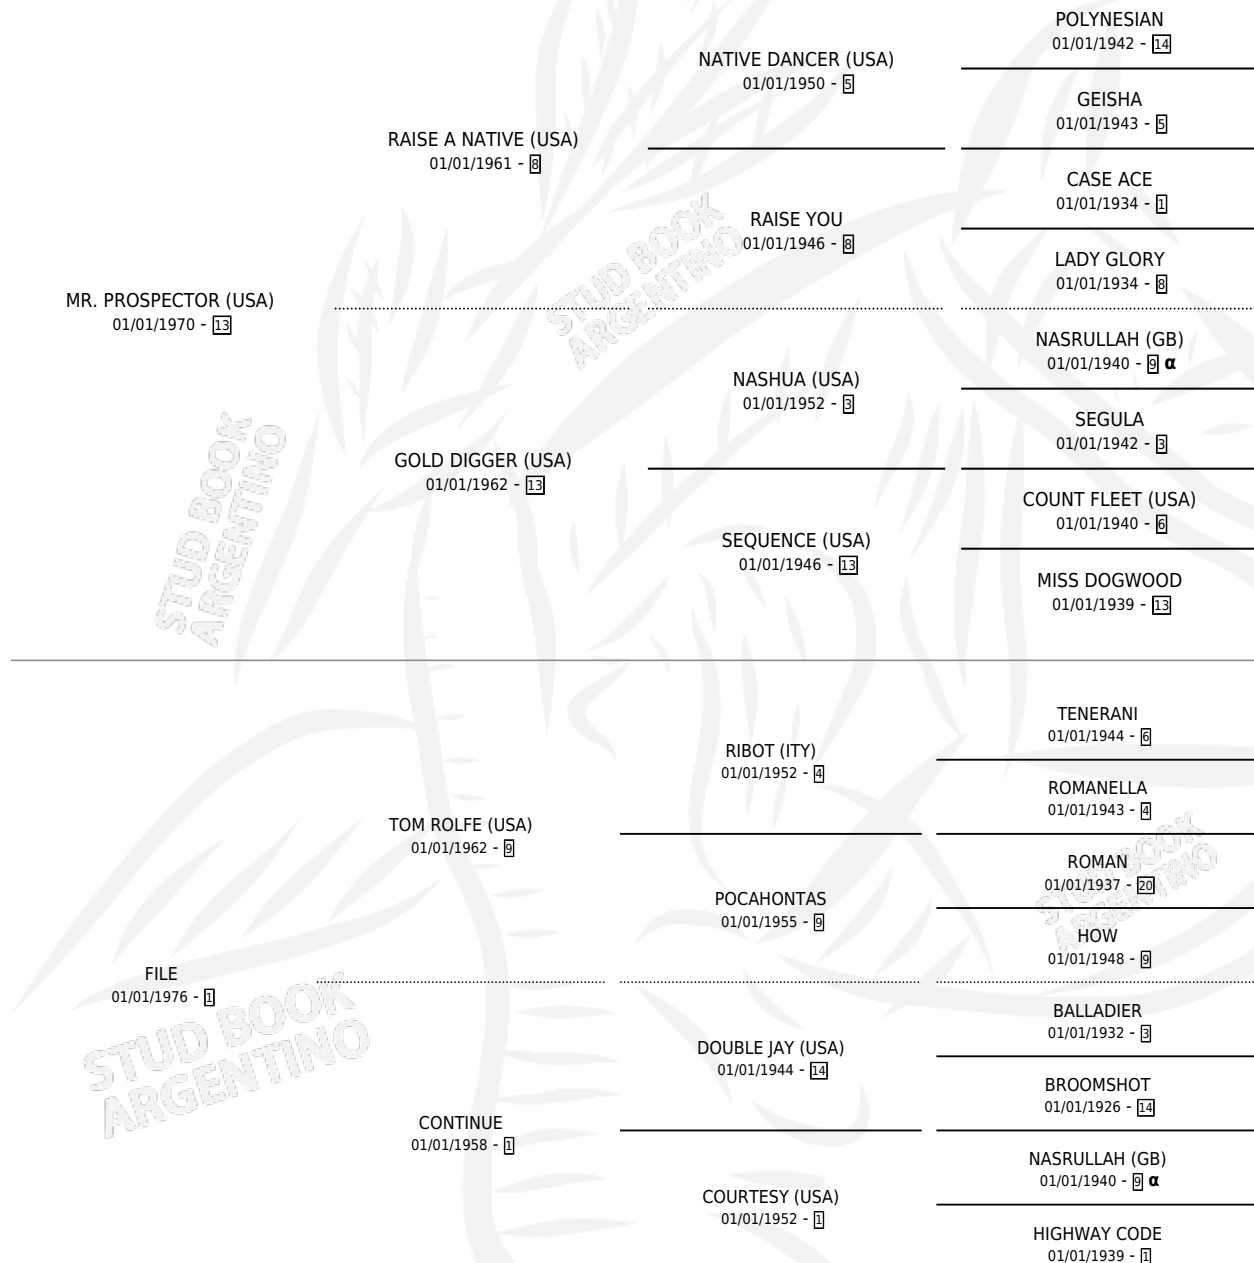 POLYNESIAN
01/01/1942 - 14
NATIVE DANCER (USA)
01/01/1950 - 5
GEISHA
01/01/1943 - 5
RAISE A NATIVE (USA)
01/01/1961 - 8
CASE ACE
01/01/1934 - 1
RAISE YOU
01/01/1946 - 8
LADY GLORY
01/01/1934 - 8
MR. PROSPECTOR (USA)
01/01/1970 - 13
NASRULLAH (GB)
01/01/1940 - 9 α
NASHUA (USA)
01/01/1952 - 3
SEGULA
01/01/1942 - 3
GOLD DIGGER (USA)
01/01/1962 - 13
COUNT FLEET (USA)
01/01/1940 - 6
SEQUENCE (USA)
01/01/1946 - 13
MISS DOGWOOD
01/01/1939 - 13
TENERANI
01/01/1944 - 6
RIBOT (ITY)
01/01/1952 - 4
ROMANELLA
01/01/1943 - 4
TOM ROLFE (USA)
01/01/1962 - 9
ROMAN
01/01/1937 - 20
POCAHONTAS
01/01/1955 - 9
HOW
01/01/1948 - 9
FILE
01/01/1976 - 1
BALLADIER
01/01/1932 - 3
DOUBLE JAY (USA)
01/01/1944 - 14
BROOMSHOT
01/01/1926 - 14
CONTINUE
01/01/1958 - 1
NASRULLAH (GB)
01/01/1940 - 9 α
COURTESY (USA)
01/01/1952 - 1
HIGHWAY CODE
01/01/1939 - 1
STUD BOOK
ARGENTINO
STUD BOOK
ARGENTINO
STUD BOOK
ARGENTINO
STUD BOOK
ARGENTINO